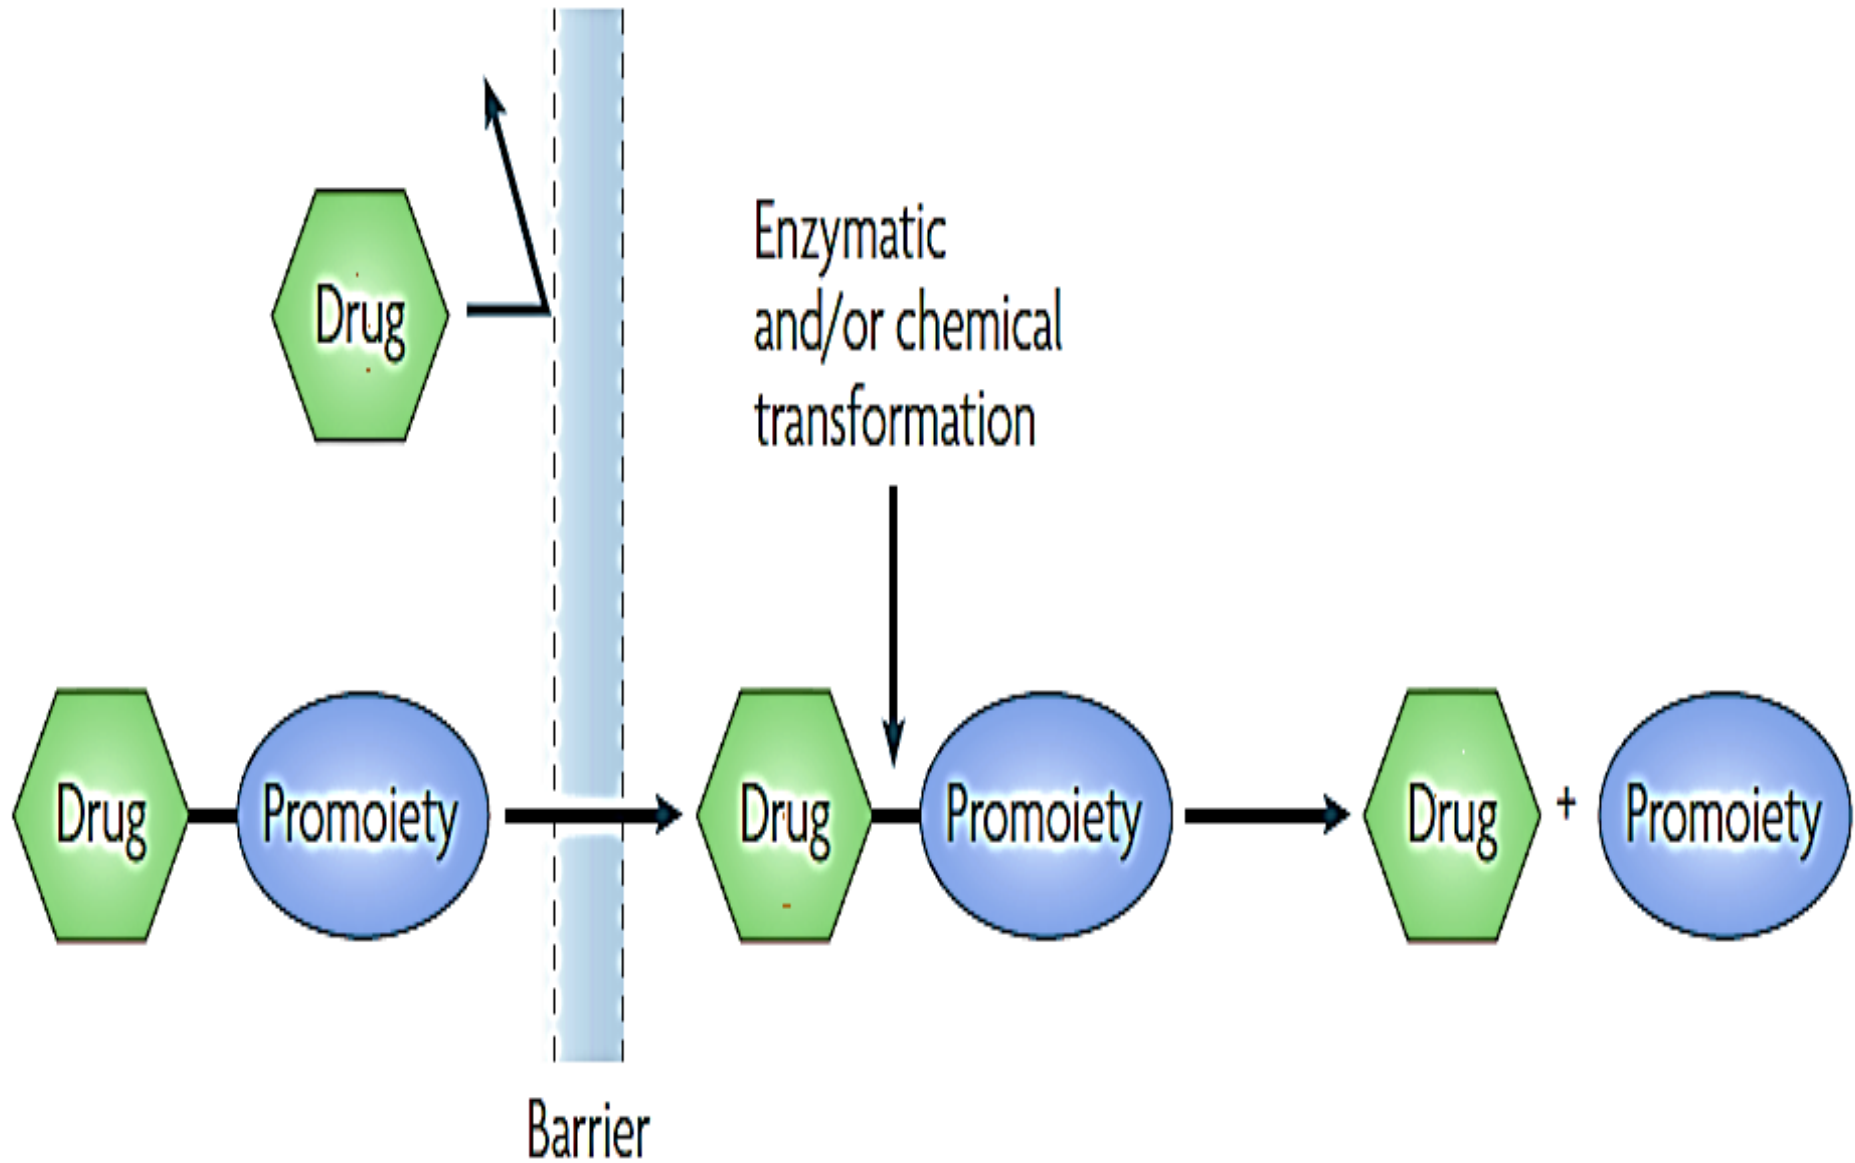 Drug
Enzymatic
and/or chemical
transformation
Drug Promoiety Drug Promoiety Drug + Promoiety
Barrier